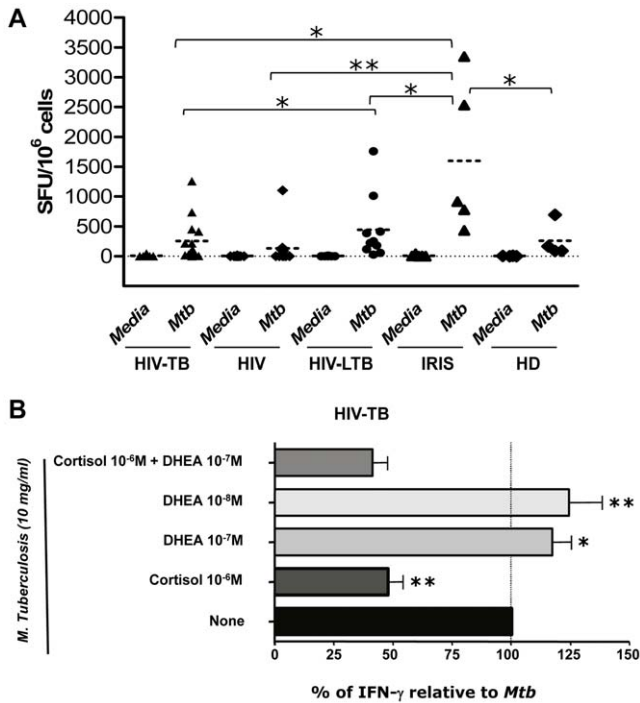 A
SFU/10⁶ cells
4000
3500
3000
2500
2000
1500
1000
500
0
* ** * * *
Media Mtb Media Mtb Media Mtb Media Mtb Media Mtb
HIV-TB HIV HIV-LTB IRIS HD
B
HIV-TB
M. Tuberculosis (10 mg/ml)
Cortisol 10⁻⁶M + DHEA 10⁻⁷M
DHEA 10⁻⁸M **
DHEA 10⁻⁷M *
Cortisol 10⁻⁶M **
None
0 25 50 75 100 125 150
% of IFN-γ relative to Mtb